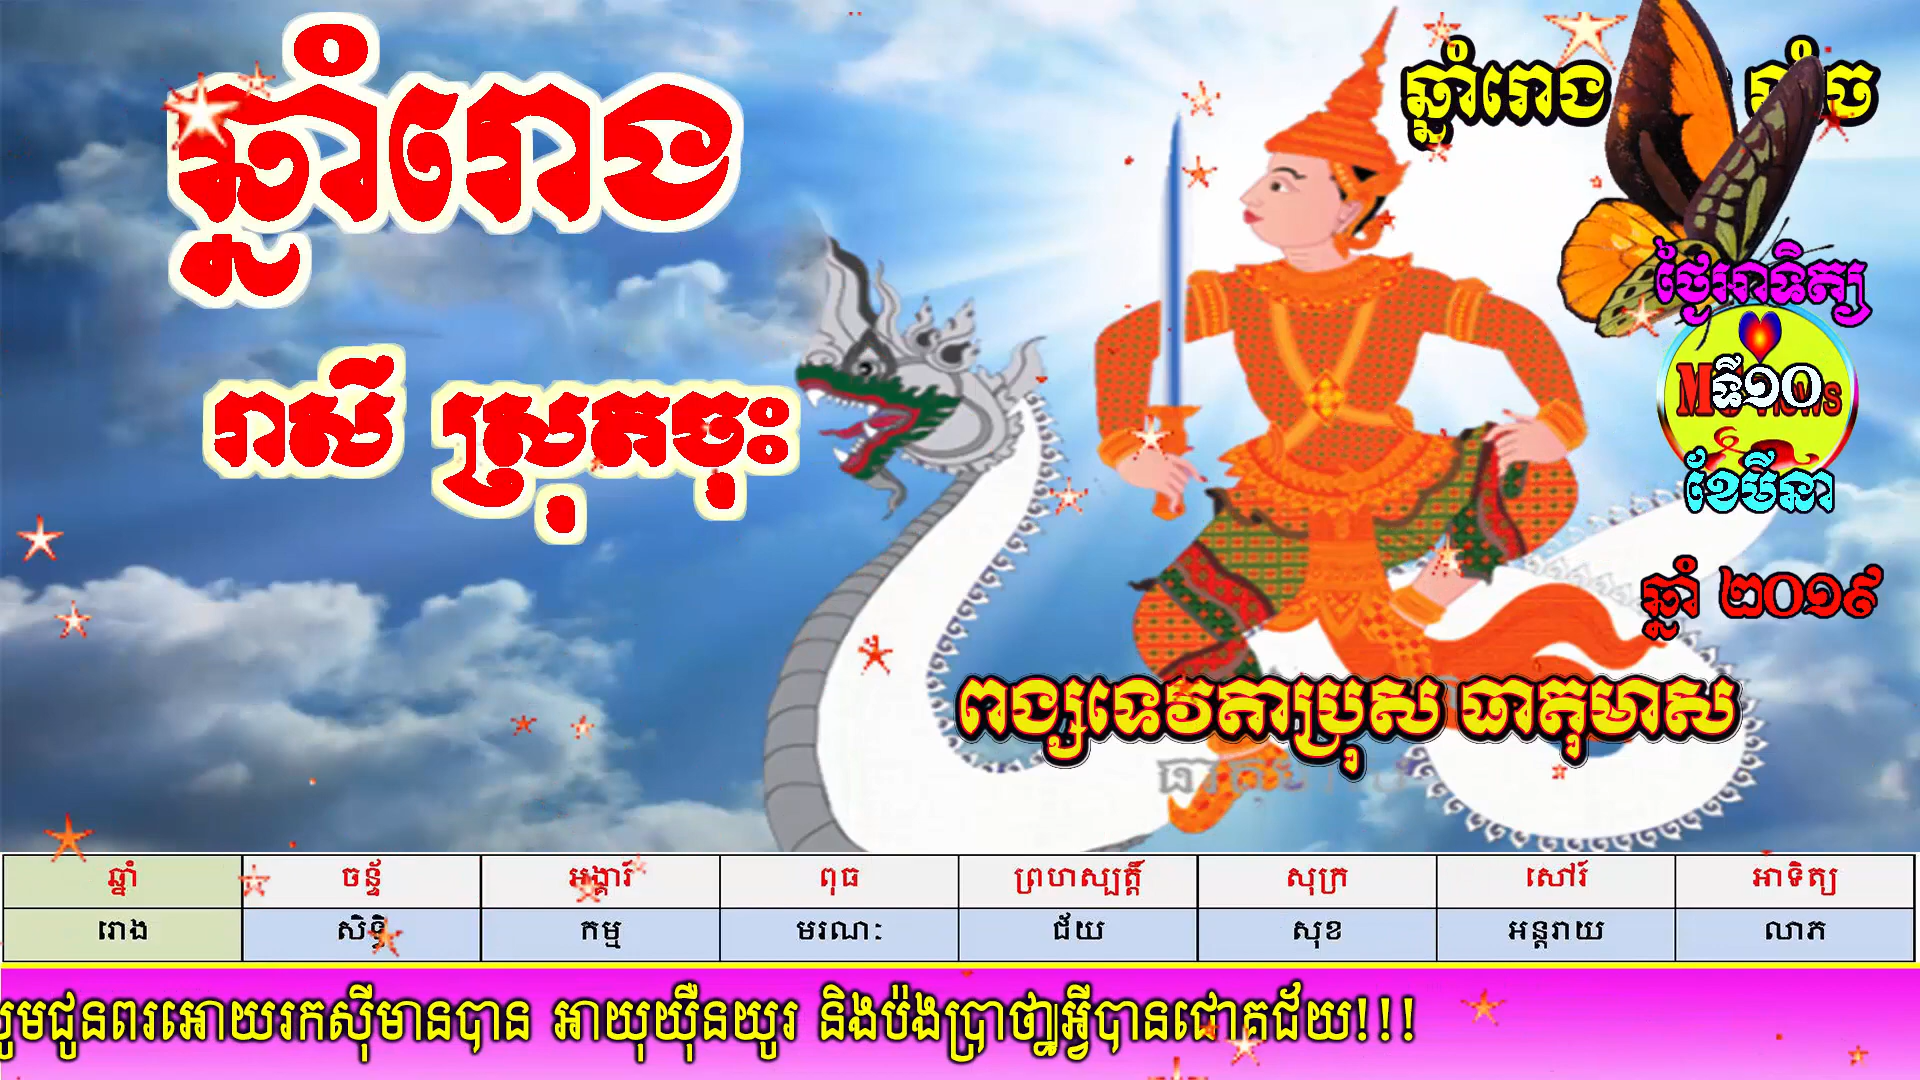 ឆ្នាំរោង
រាសី ស្រុតចុះ
ឆ្នាំរោង
ថ្ងៃអាទិត្យ
ទី១០
ខែមីនា
ឆ្នាំ ២០១៩
ពង្សទេវតាប្រុស ធាតុមាស
ឆ្នាំ ចន្ទ័ អង្គារ៍ ពុធ ព្រហស្បត្តិ៍ សុក្រ សៅរ៍ អាទិត្យ
រោង សិទ្ធិ កម្ម មរណៈ ជ័យ សុខ អន្តរាយ លាភ
សូមជូនពរអោយរកស៊ីមានបាន អាយុយ៉ឺនយូរ និងប៉ងប្រាថ្នាអ្វីបានជោគជ័យ!!!